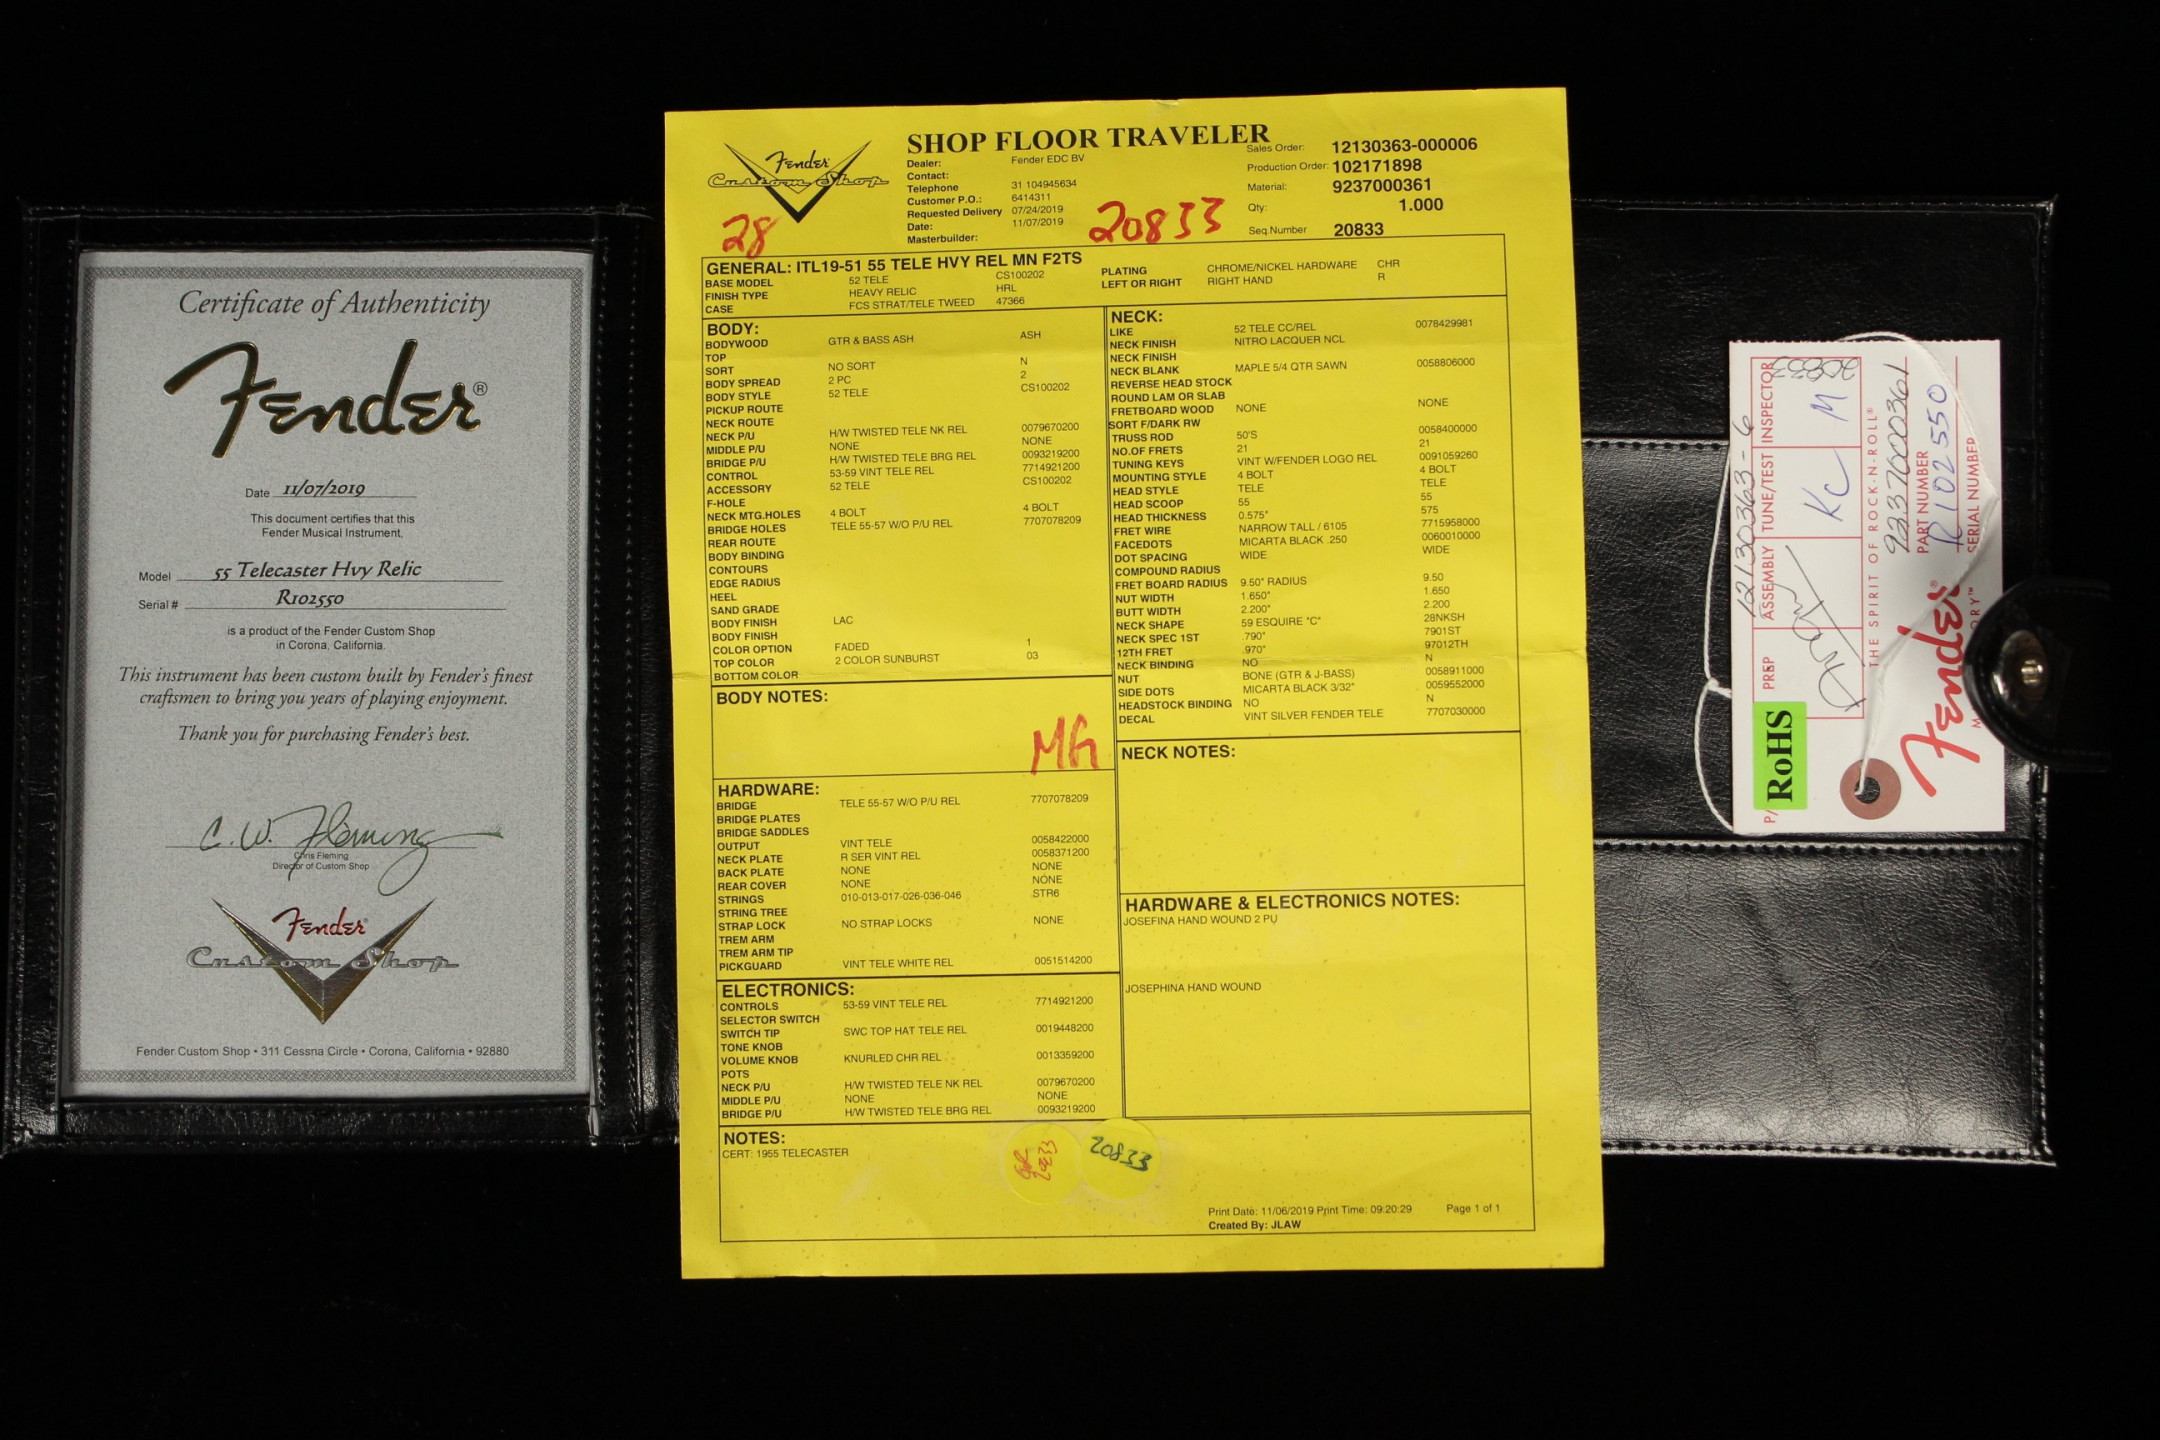 Certificate of Authenticity
Fender®
Date 11/07/2019
This document certifies that this
Fender Musical Instrument,
Model 55 Telecaster Hvy Relic
Serial # R102550
is a product of the Fender Custom Shop
in Corona, California.
This instrument has been custom built by Fender's finest
craftsmen to bring you years of playing enjoyment.
Thank you for purchasing Fender's best.
C.W. Fleming
Chris Fleming
Director of Custom Shop
Fender
Custom Shop
Fender Custom Shop • 311 Cessna Circle • Corona, California • 92880
Fender
Custom Shop
28
SHOP FLOOR TRAVELER
Dealer: Fender EDC BV
Contact:
Telephone 31 104945634
Customer P.O.: 6414311
Requested Delivery 07/24/2019
Date: 11/07/2019
Masterbuilder:
20833
Sales Order: 12130363-000006
Production Order: 102171898
Material: 9237000361
Qty: 1.000
Seq.Number 20833
GENERAL: ITL19-51 55 TELE HVY REL MN F2TS
BASE MODEL 52 TELE CS100202
FINISH TYPE HEAVY RELIC HRL
CASE FCS STRAT/TELE TWEED 47366
PLATING CHROME/NICKEL HARDWARE CHR
LEFT OR RIGHT RIGHT HAND R
BODY:
BODYWOOD GTR & BASS ASH ASH
TOP
SORT NO SORT N
BODY SPREAD 2 PC 2
BODY STYLE 52 TELE CS100202
PICKUP ROUTE
NECK ROUTE
NECK P/U H/W TWISTED TELE NK REL 0079670200
MIDDLE P/U NONE NONE
BRIDGE P/U H/W TWISTED TELE BRG REL 0093219200
CONTROL 53-59 VINT TELE REL 7714921200
ACCESSORY 52 TELE CS100202
F-HOLE
NECK MTG.HOLES 4 BOLT 4 BOLT
BRIDGE HOLES TELE 55-57 W/O P/U REL 7707078209
REAR ROUTE
BODY BINDING
CONTOURS
EDGE RADIUS
HEEL
SAND GRADE
BODY FINISH LAC
BODY FINISH
COLOR OPTION FADED 1
TOP COLOR 2 COLOR SUNBURST 03
BOTTOM COLOR
BODY NOTES:
MG
HARDWARE:
BRIDGE TELE 55-57 W/O P/U REL 7707078209
BRIDGE PLATES
BRIDGE SADDLES
OUTPUT VINT TELE 0058422000
NECK PLATE R SER VINT REL 0058371200
BACK PLATE NONE NONE
REAR COVER NONE NONE
STRINGS 010-013-017-026-036-046 STR6
STRING TREE
STRAP LOCK NO STRAP LOCKS NONE
TREM ARM
TREM ARM TIP
PICKGUARD VINT TELE WHITE REL 0051514200
ELECTRONICS:
CONTROLS 53-59 VINT TELE REL 7714921200
SELECTOR SWITCH
SWITCH TIP SWC TOP HAT TELE REL 0019448200
TONE KNOB
VOLUME KNOB KNURLED CHR REL 0013359200
POTS
NECK P/U H/W TWISTED TELE NK REL 0079670200
MIDDLE P/U NONE NONE
BRIDGE P/U H/W TWISTED TELE BRG REL 0093219200
NECK:
LIKE 52 TELE CC/REL 0078429981
NECK FINISH NITRO LACQUER NCL
NECK FINISH
NECK BLANK MAPLE 5/4 QTR SAWN 0058806000
REVERSE HEAD STOCK
ROUND LAM OR SLAB
FRETBOARD WOOD NONE NONE
SORT F/DARK RW
TRUSS ROD 50'S 0058400000
NO.OF FRETS 21 21
TUNING KEYS VINT W/FENDER LOGO REL 0091059260
MOUNTING STYLE 4 BOLT 4 BOLT
HEAD STYLE TELE TELE
HEAD SCOOP 55 55
HEAD THICKNESS 0.575" 575
FRET WIRE NARROW TALL / 6105 7715958000
FACEDOTS MICARTA BLACK .250 0060010000
DOT SPACING WIDE WIDE
COMPOUND RADIUS
FRET BOARD RADIUS 9.50" RADIUS 9.50
NUT WIDTH 1.650" 1.650
BUTT WIDTH 2.200" 2.200
NECK SHAPE 59 ESQUIRE "C" 28NKSH
NECK SPEC 1ST .790" 7901ST
12TH FRET .970" 97012TH
NECK BINDING NO N
NUT BONE (GTR & J-BASS) 0058911000
SIDE DOTS MICARTA BLACK 3/32" 0059552000
HEADSTOCK BINDING NO N
DECAL VINT SILVER FENDER TELE 7707030000
NECK NOTES:
HARDWARE & ELECTRONICS NOTES:
JOSEFINA HAND WOUND 2 PU
JOSEPHINA HAND WOUND
NOTES:
CERT: 1955 TELECASTER
20833
20833
Print Date: 11/06/2019 Print Time: 09:20:29 Page 1 of 1
Created By: JLAW
12130363-6
PREP ASSEMBLY TUNE/TEST INSPECTOR
KC M 20833
THE SPIRIT OF ROCK-N-ROLL®
9237000361
PART NUMBER
R102550
SERIAL NUMBER
Fender®
RoHS